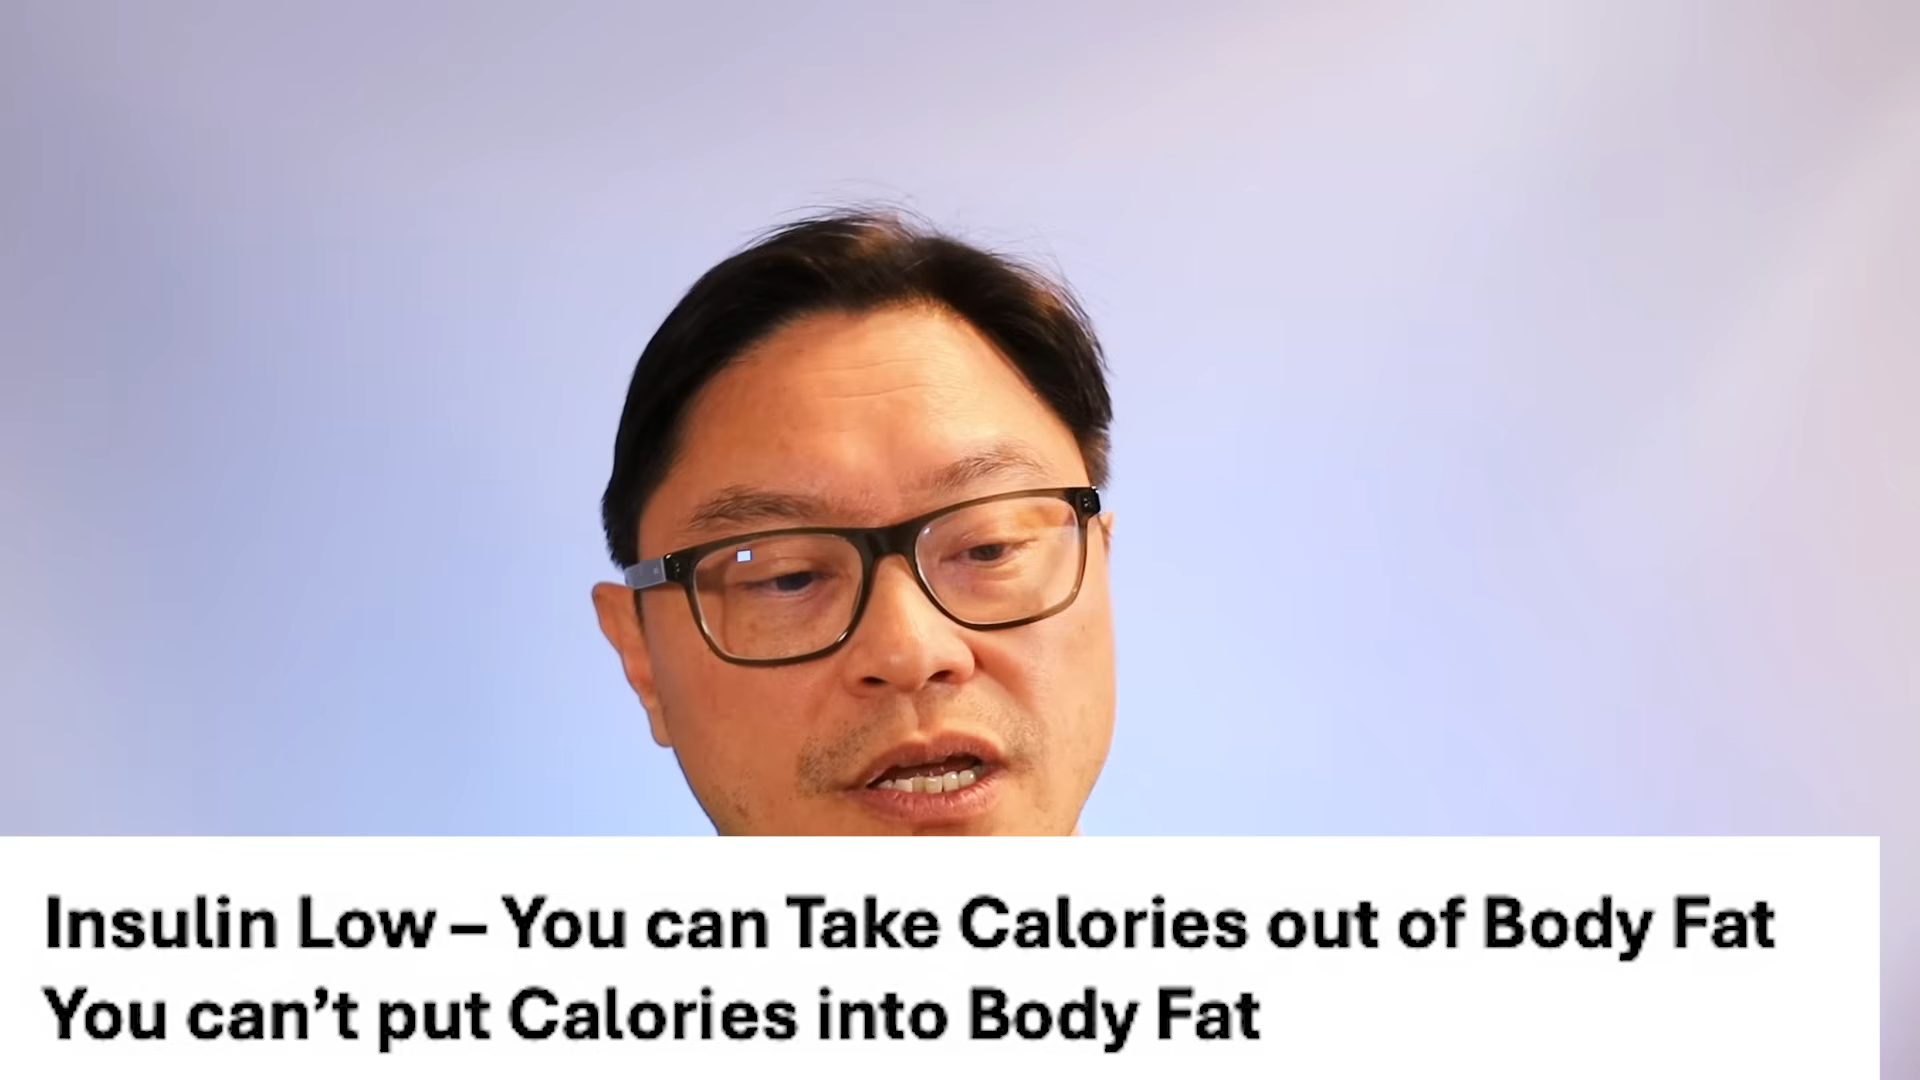 Insulin Low – You can Take Calories out of Body Fat
You can’t put Calories into Body Fat